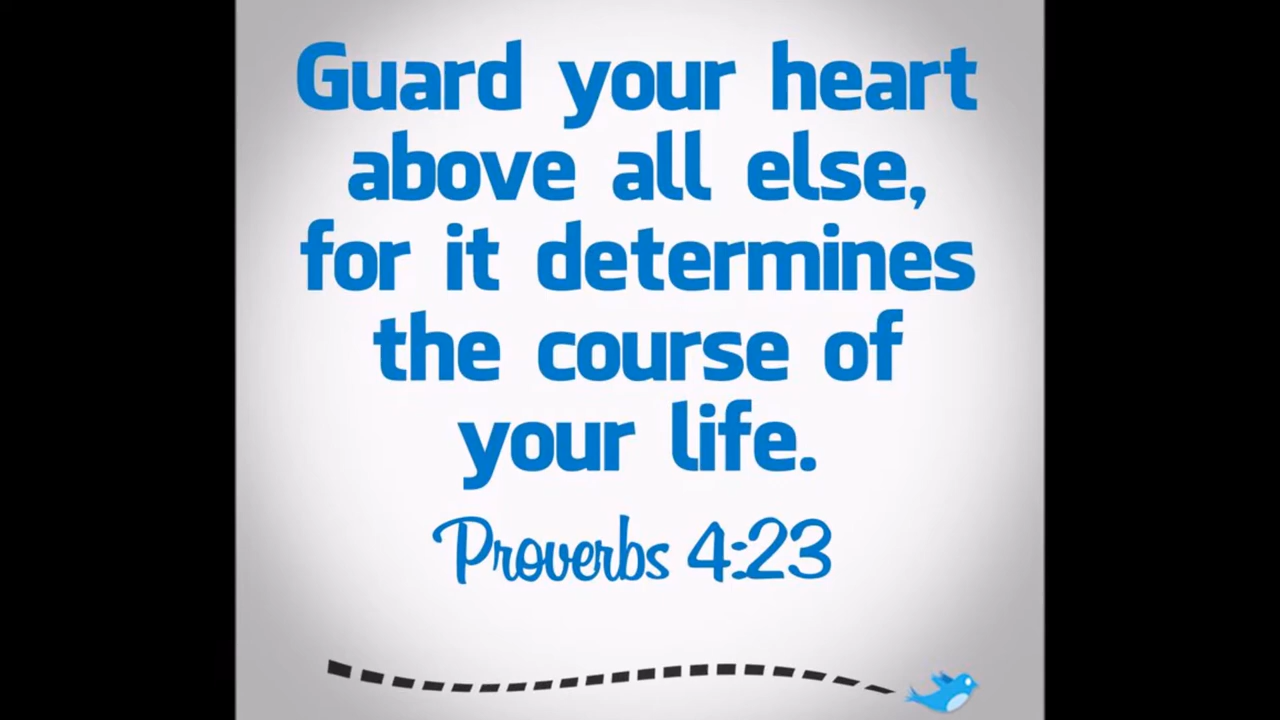 Guard your heart
above all else,
for it determines
the course of
your life.
Proverbs 4:23